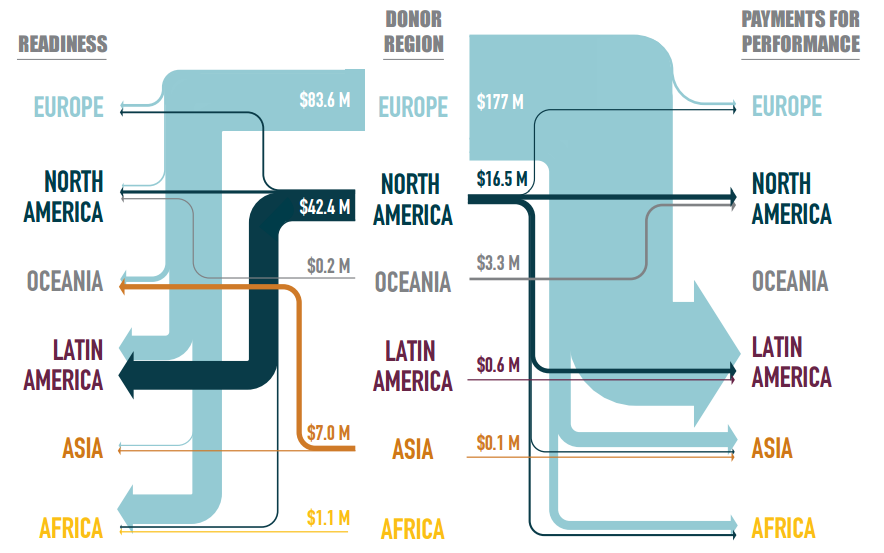 READINESS
DONOR
REGION
PAYMENTS FOR
PERFORMANCE
EUROPE
$83.6 M
EUROPE
$177 M
EUROPE
NORTH
AMERICA
$42.4 M
NORTH
AMERICA
$16.5 M
NORTH
AMERICA
OCEANIA
$0.2 M
OCEANIA
$3.3 M
OCEANIA
LATIN
AMERICA
LATIN
AMERICA
$0.6 M
LATIN
AMERICA
ASIA
$7.0 M
ASIA
$0.1 M
ASIA
AFRICA
$1.1 M
AFRICA
AFRICA